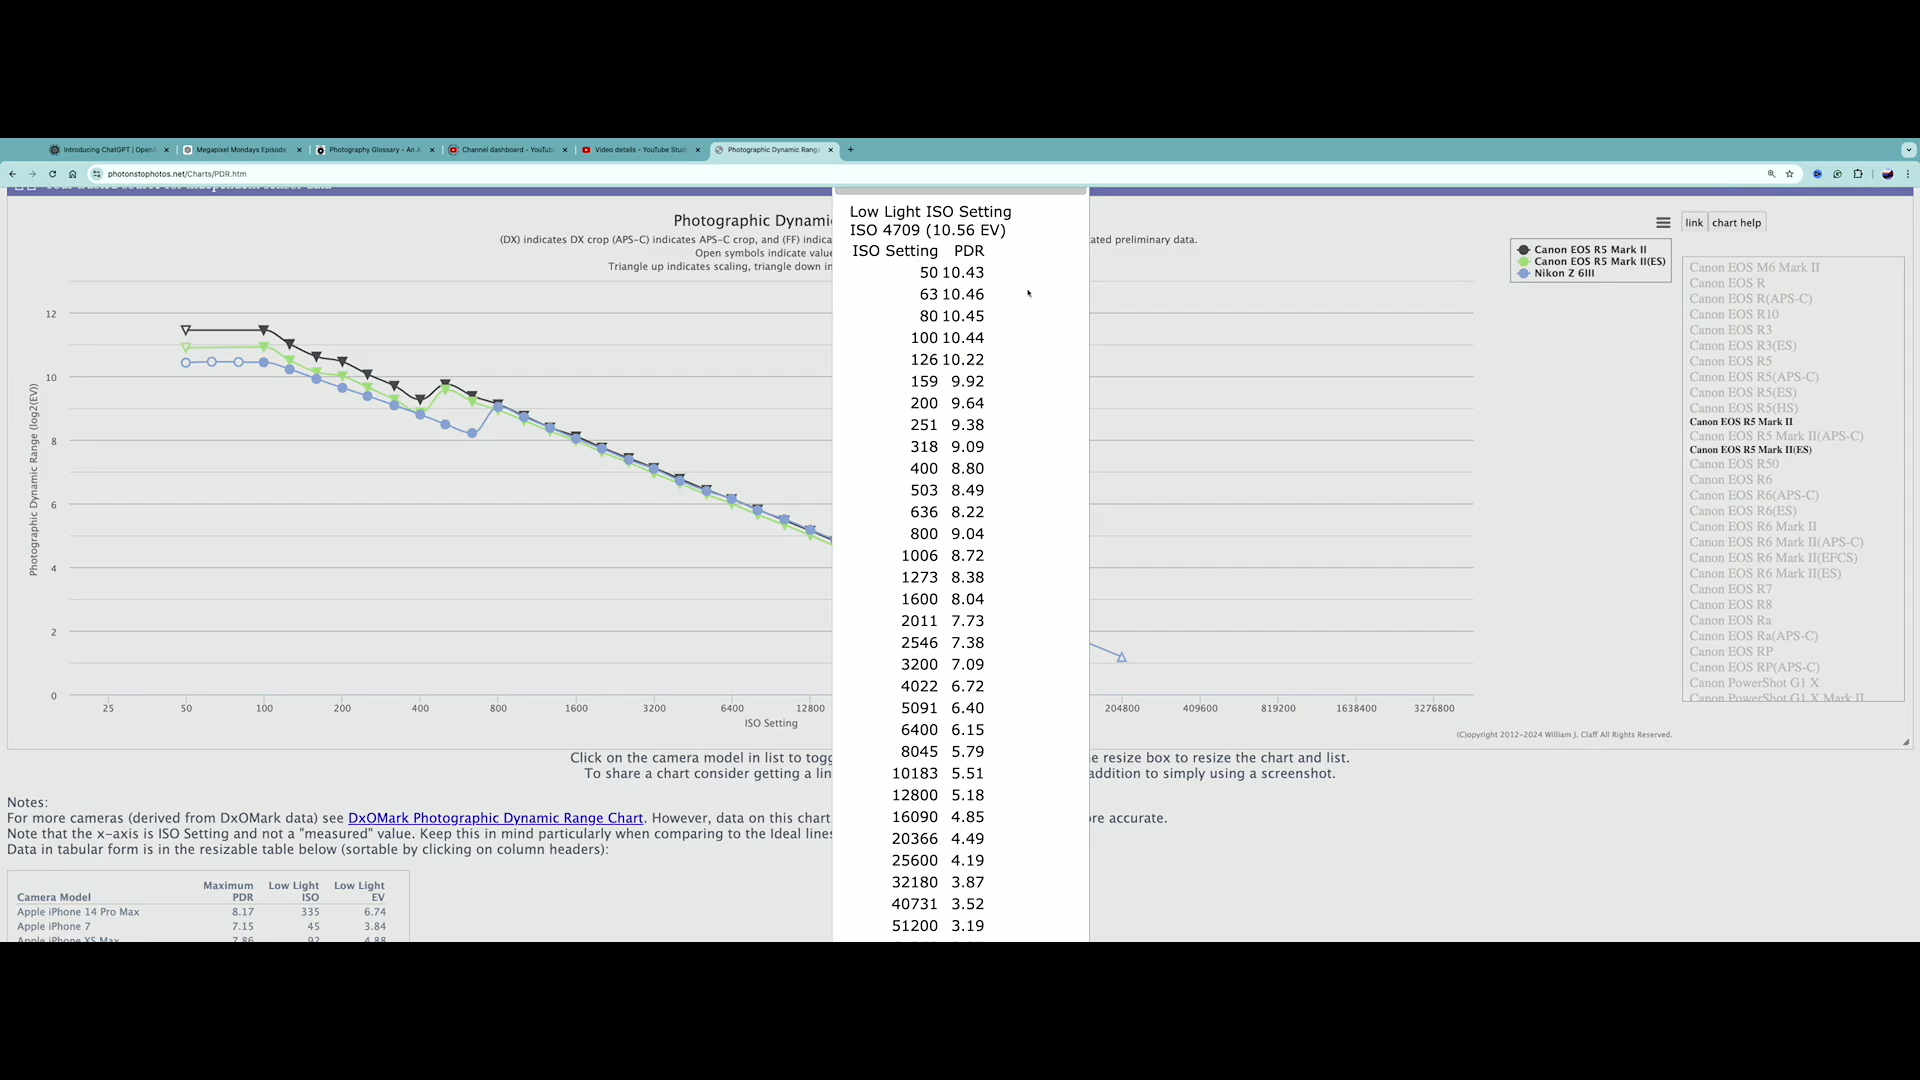 Introducing ChatGPT | OpenA
Megapixel Mondays Episode
Photography Glossary - An A
Channel dashboard - YouTube
Video details - YouTube Studi
Photographic Dynamic Range
photonstophotos.net/Charts/PDR.htm
Photographic Dynami
(DX) indicates DX crop (APS-C) indicates APS-C crop, and (FF) indica
ated preliminary data.
Open symbols indicate value
Triangle up indicates scaling, triangle down in
link
chart help
Canon EOS R5 Mark II
Canon EOS R5 Mark II(ES)
Nikon Z 6III
Photographic Dynamic Range (log2(EV))
12
10
8
6
4
2
0
25 50 100 200 400 800 1600 3200 6400 12800 204800 409600 819200 1638400 3276800
ISO Setting
(C)opyright 2012-2024 William J. Claff All Rights Reserved.
Low Light ISO Setting
ISO 4709 (10.56 EV)
ISO Setting PDR
50 10.43
63 10.46
80 10.45
100 10.44
126 10.22
159 9.92
200 9.64
251 9.38
318 9.09
400 8.80
503 8.49
636 8.22
800 9.04
1006 8.72
1273 8.38
1600 8.04
2011 7.73
2546 7.38
3200 7.09
4022 6.72
5091 6.40
6400 6.15
8045 5.79
10183 5.51
12800 5.18
16090 4.85
20366 4.49
25600 4.19
32180 3.87
40731 3.52
51200 3.19
Canon EOS M6 Mark II
Canon EOS R
Canon EOS R(APS-C)
Canon EOS R10
Canon EOS R3
Canon EOS R3(ES)
Canon EOS R5
Canon EOS R5(APS-C)
Canon EOS R5(ES)
Canon EOS R5(HS)
Canon EOS R5 Mark II
Canon EOS R5 Mark II(APS-C)
Canon EOS R5 Mark II(ES)
Canon EOS R50
Canon EOS R6
Canon EOS R6(APS-C)
Canon EOS R6(ES)
Canon EOS R6 Mark II
Canon EOS R6 Mark II(APS-C)
Canon EOS R6 Mark II(EFCS)
Canon EOS R6 Mark II(ES)
Canon EOS R7
Canon EOS R8
Canon EOS Ra
Canon EOS Ra(APS-C)
Canon EOS RP
Canon EOS RP(APS-C)
Canon PowerShot G1 X
Canon PowerShot G1 X Mark II
Click on the camera model in list to togg
e resize box to resize the chart and list.
To share a chart consider getting a lin
addition to simply using a screenshot.
Notes:
For more cameras (derived from DxOMark data) see DxOMark Photographic Dynamic Range Chart. However, data on this chart
re accurate.
Note that the x-axis is ISO Setting and not a "measured" value. Keep this in mind particularly when comparing to the Ideal lines
Data in tabular form is in the resizable table below (sortable by clicking on column headers):
Camera Model Maximum PDR Low Light ISO Low Light EV
Apple iPhone 14 Pro Max 8.17 335 6.74
Apple iPhone 7 7.15 45 3.84
Apple iPhone XS Max 7.86 92 4.88